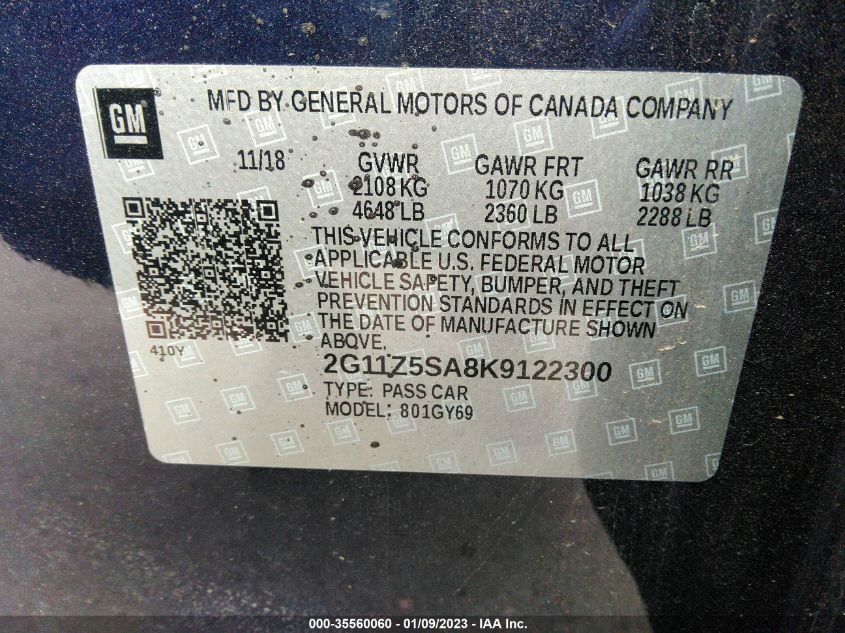 GM
MFD BY GENERAL MOTORS OF CANADA COMPANY
11/18 GVWR GAWR FRT GAWR RR
2108 KG 1070 KG 1038 KG
4648 LB 2360 LB 2288 LB
THIS VEHICLE CONFORMS TO ALL
APPLICABLE U.S. FEDERAL MOTOR
VEHICLE SAFETY, BUMPER, AND THEFT
PREVENTION STANDARDS IN EFFECT ON
THE DATE OF MANUFACTURE SHOWN
ABOVE.
410Y
2G11Z5SA8K9122300
TYPE: PASS CAR
MODEL: 801GY69
000-35560060 - 01/09/2023 - IAA Inc.